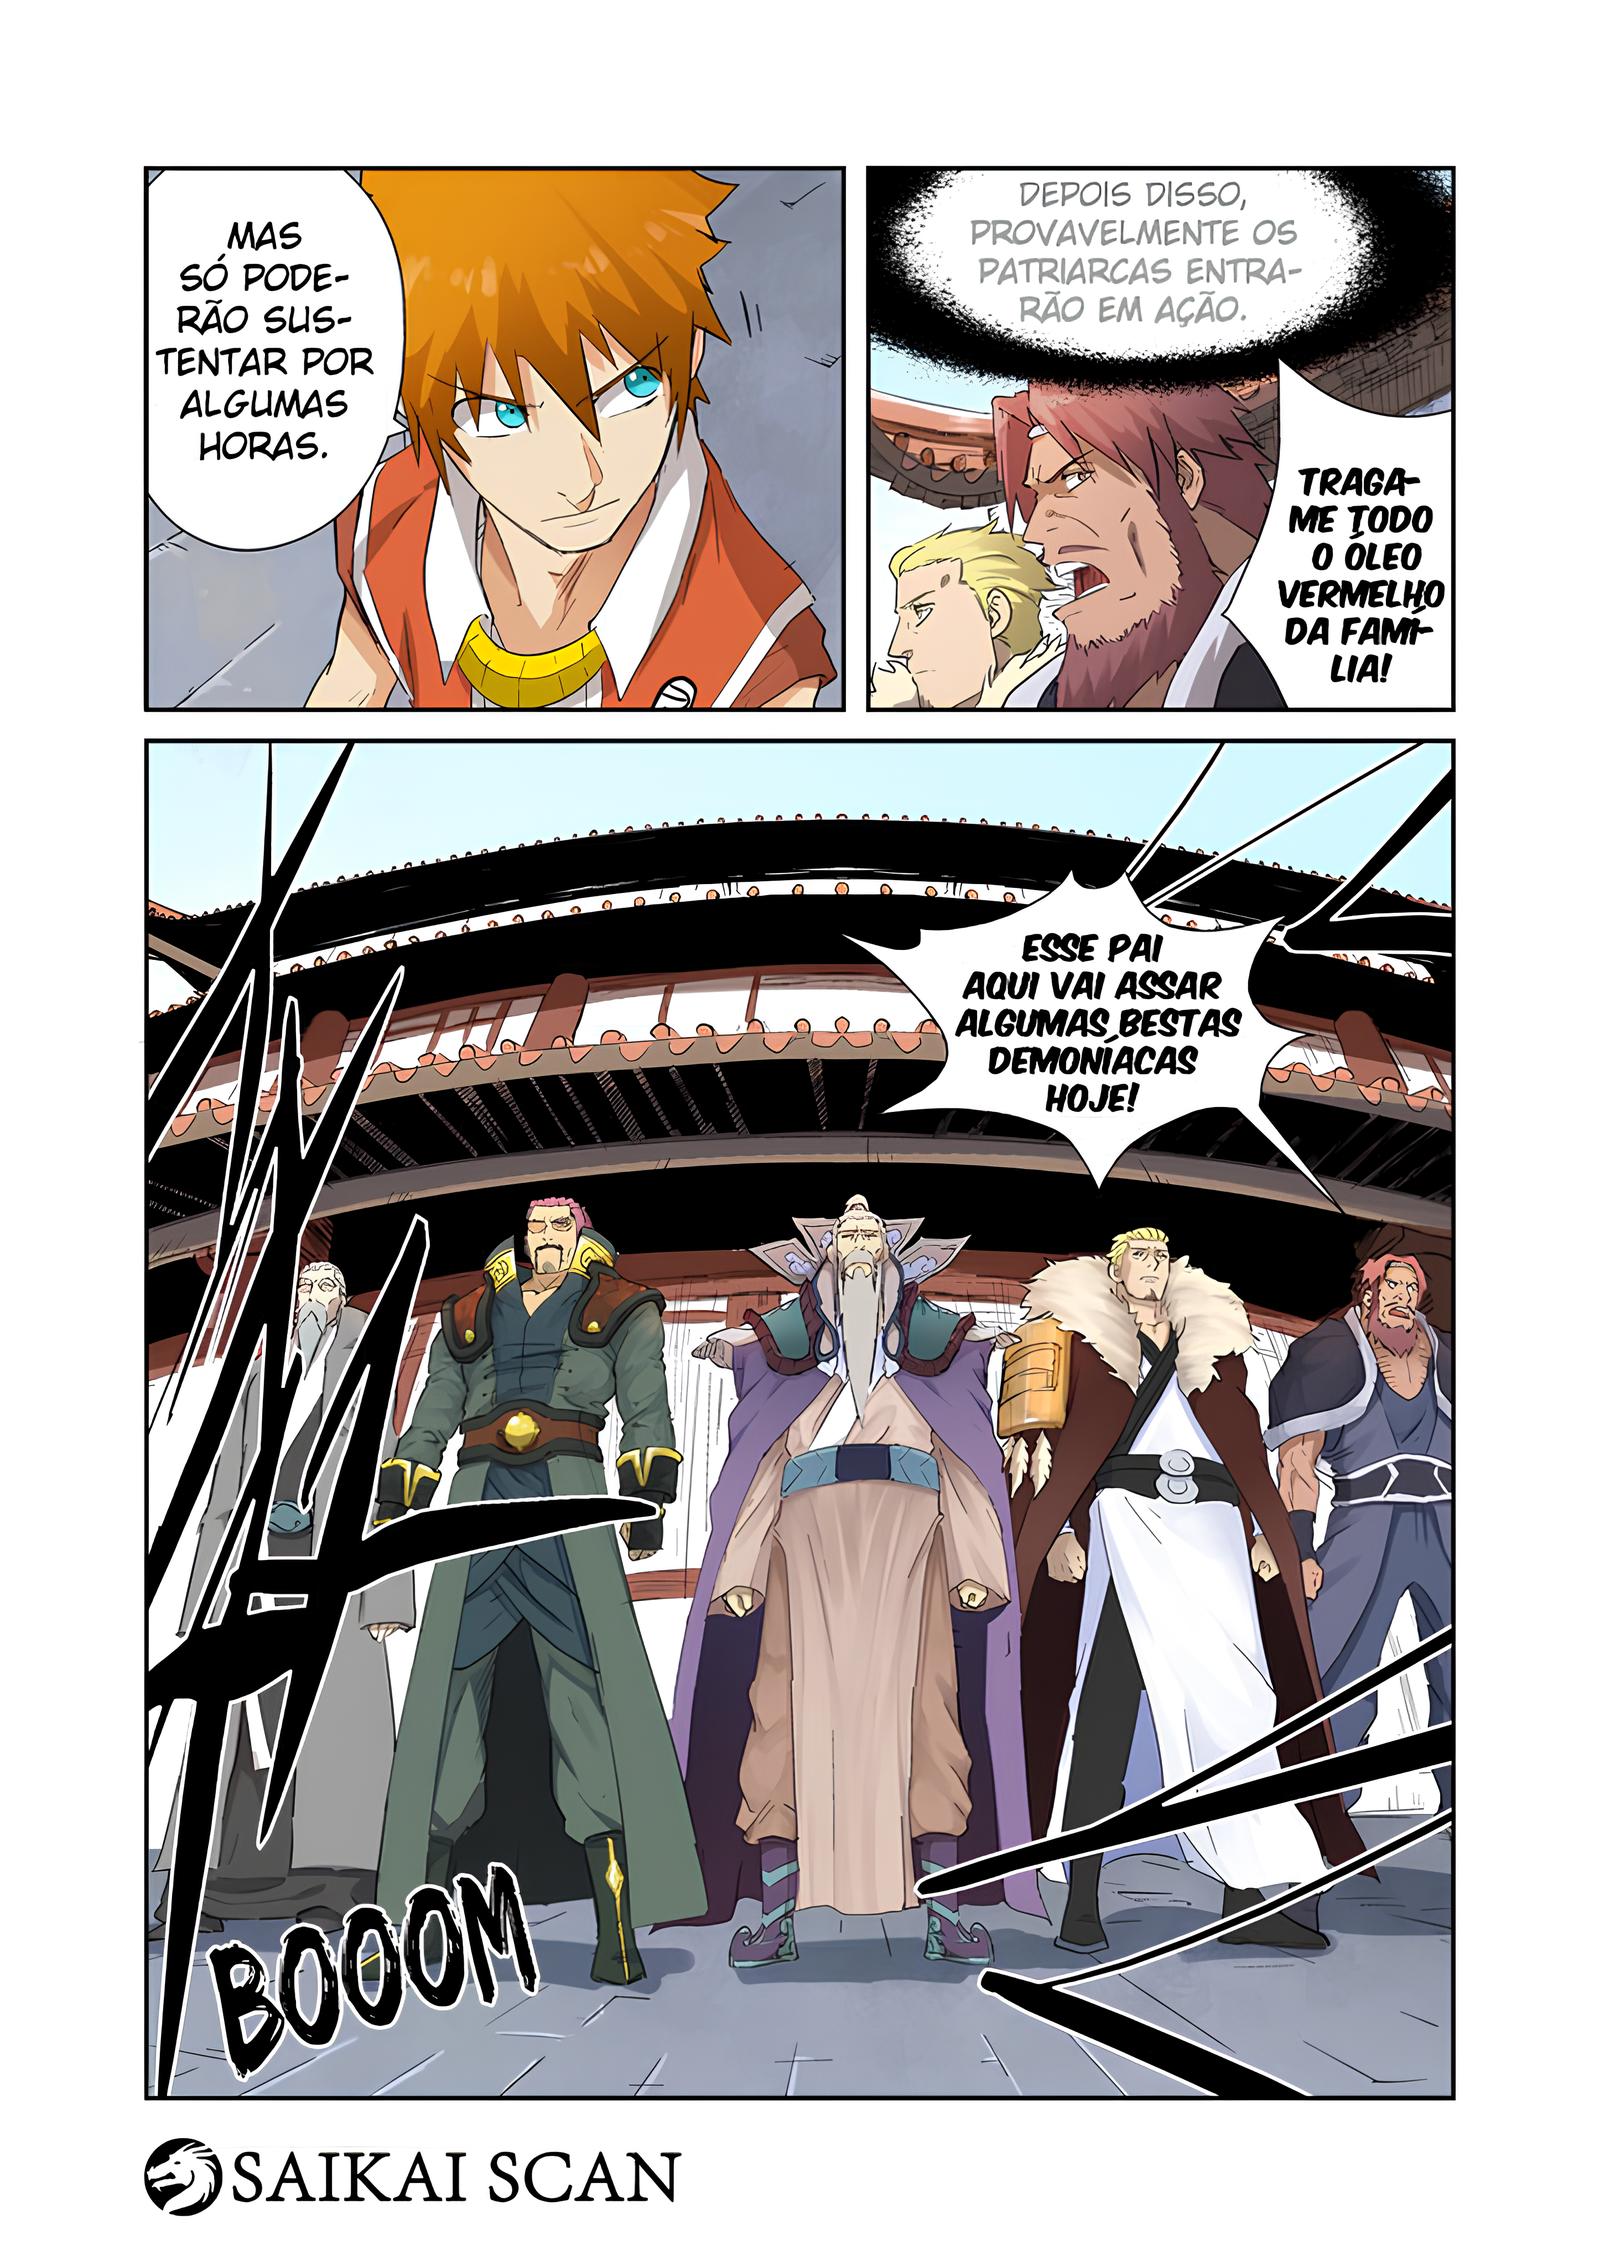 MAS
SÓ PODE-
RÃO SUS-
TENTAR POR
ALGUMAS
HORAS.
DEPOIS DISSO,
PROVAVELMENTE OS
PATRIARCAS ENTRA-
RÃO EM AÇÃO.
TRAGA-
ME TODO
O ÓLEO
VERMELHO
DA FAMÍ-
LIA!
ESSE PAI
AQUI VAI ASSAR
ALGUMAS BESTAS
DEMONÍACAS
HOJE!
BOOOM
SAIKAI SCAN